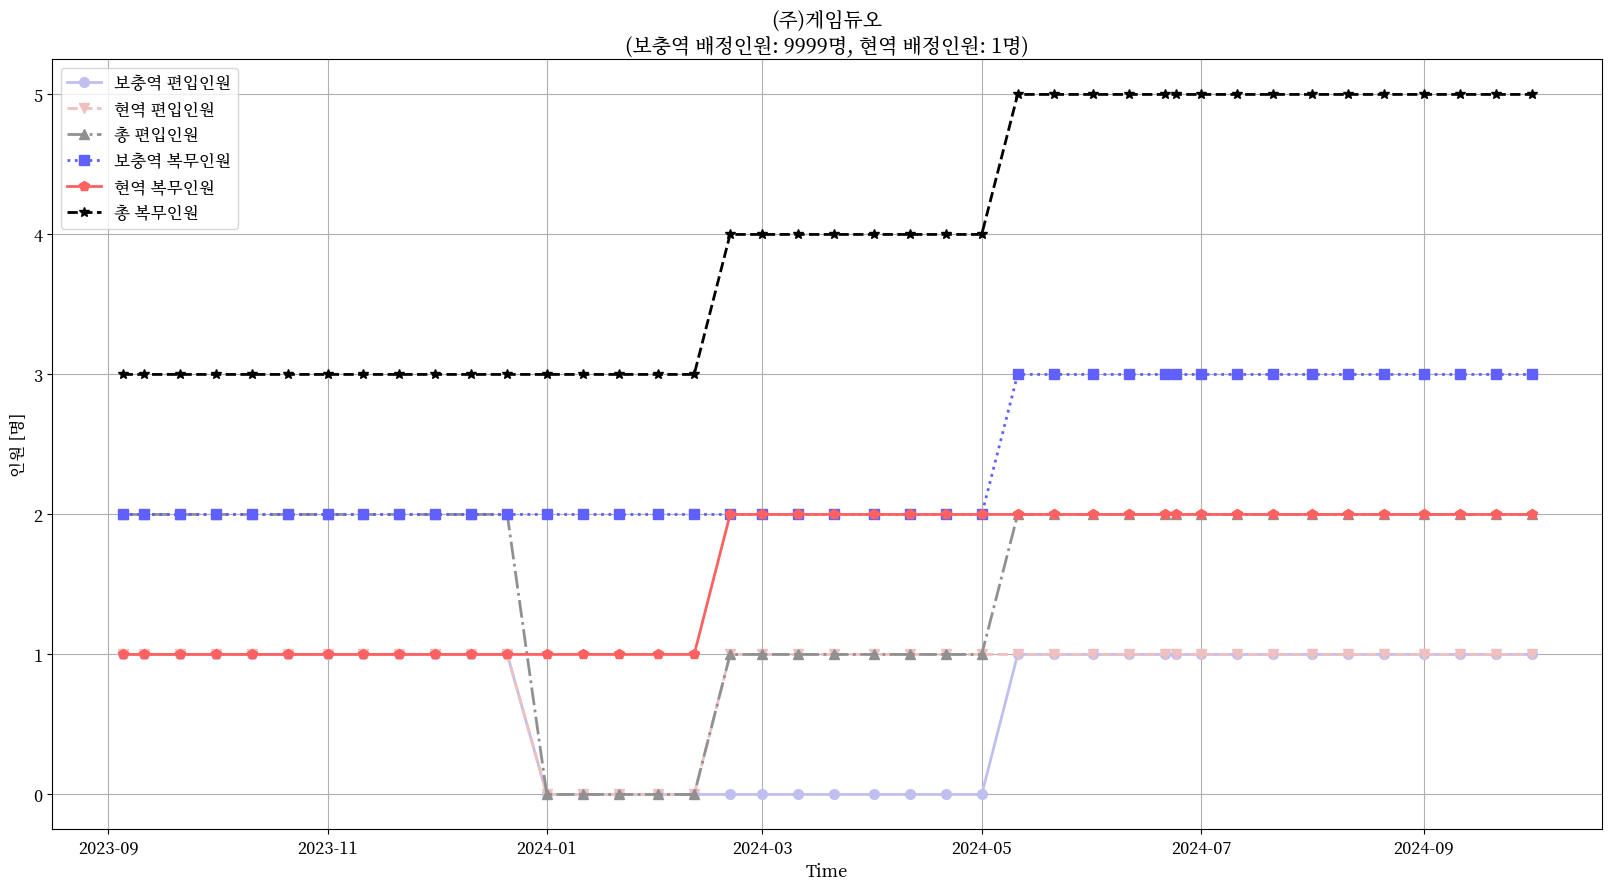 (주)게임듀오
(보충역 배정인원: 9999명, 현역 배정인원: 1명)
보충역 편입인원
현역 편입인원
총 편입인원
보충역 복무인원
현역 복무인원
총 복무인원
인원 [명]
5
4
3
2
1
0
2023-09
2023-11
2024-01
2024-03
2024-05
2024-07
2024-09
Time